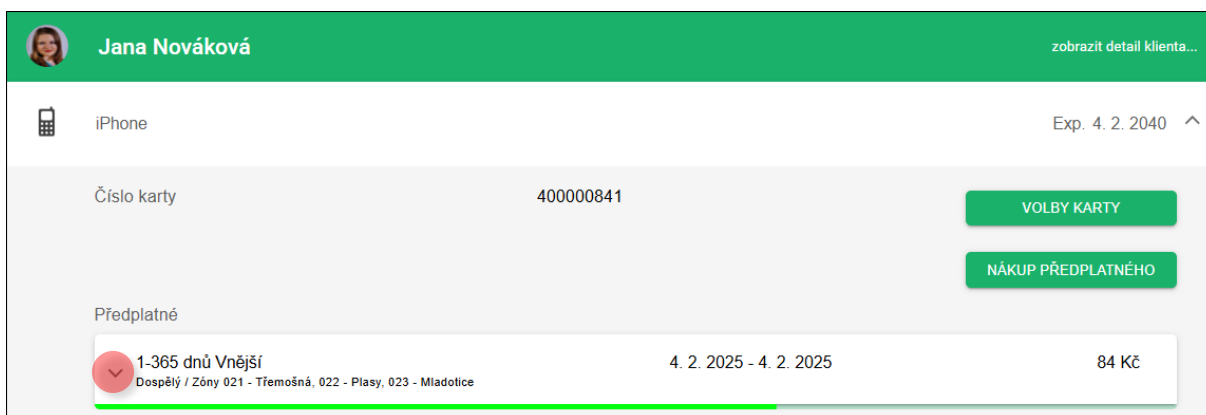 Jana Nováková
zobrazit detail klienta...
iPhone
Exp. 4. 2. 2040
Číslo karty
400000841
VOLBY KARTY
NÁKUP PŘEDPLATNÉHO
Předplatné
1-365 dnů Vnější
4. 2. 2025 - 4. 2. 2025
84 Kč
Dospělý / Zóny 021 - Třemošná, 022 - Plasy, 023 - Mladotice